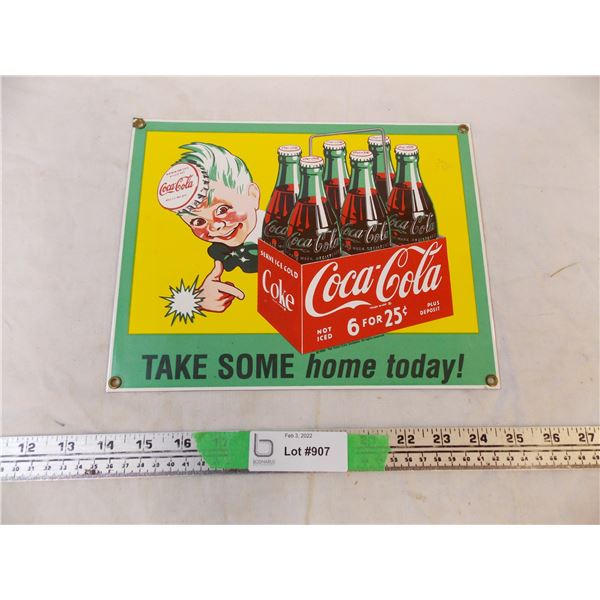 Coca-Cola
SERVE ICE COLD
Coke
Coca-Cola
NOT ICED
6 FOR 25¢
PLUS DEPOSIT
TAKE SOME home today!
12 13 14 15 16 22 23 24 25 26 27
Feb 3, 2022
Lot #907